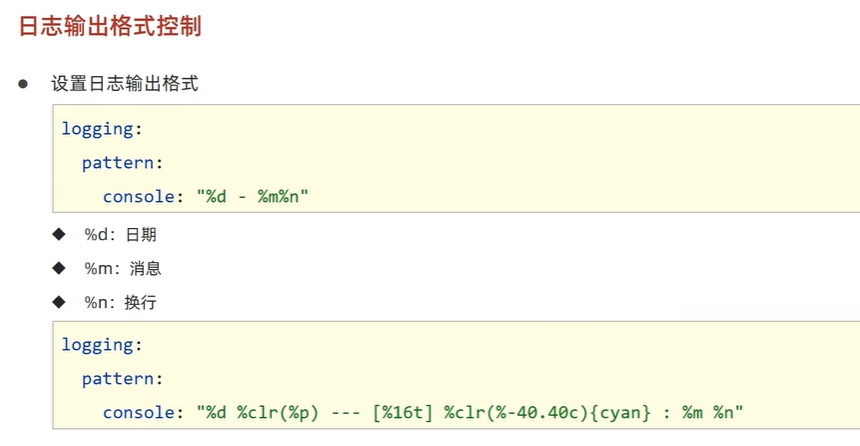 日志输出格式控制
● 设置日志输出格式
logging:
  pattern:
    console: "%d - %m%n"
◆ %d：日期
◆ %m：消息
◆ %n：换行
logging:
  pattern:
    console: "%d %clr(%p) --- [%16t] %clr(%-40.40c){cyan} : %m %n"